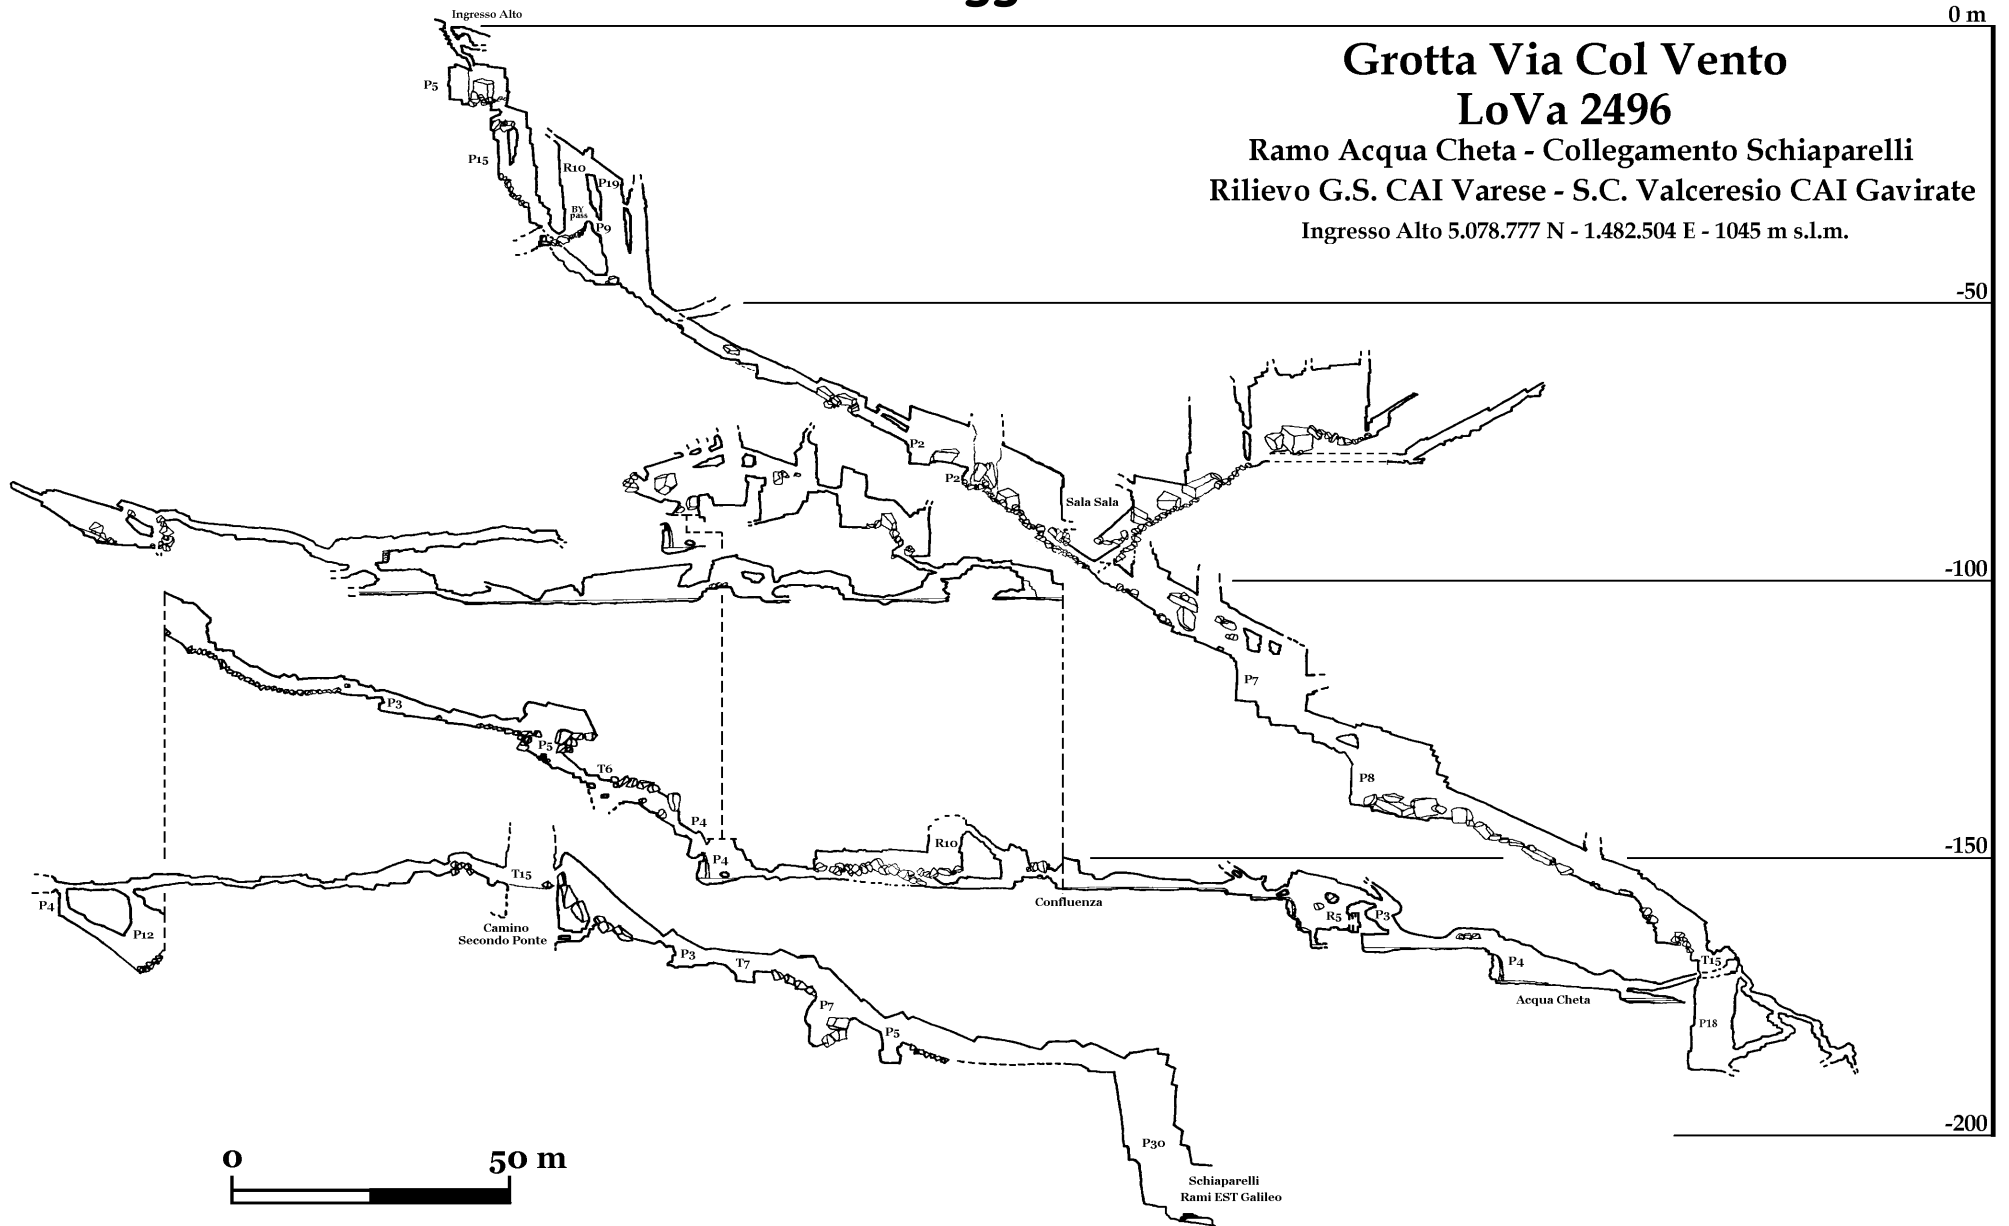 Ingresso Alto
0 m
Grotta Via Col Vento
LoVa 2496
Ramo Acqua Cheta - Collegamento Schiaparelli
Rilievo G.S. CAI Varese - S.C. Valceresio CAI Gavirate
Ingresso Alto 5.078.777 N - 1.482.504 E - 1045 m s.l.m.
P5
P15
R10
P19
BY
pass
P9
-50
P2
P2
Sala Sala
-100
P7
P3
P5
T6
P8
P4
P4
R10
-150
T15
Confluenza
P4
P12
Camino
Secondo Ponte
R5
P3
P3
T7
P4
T15
Acqua Cheta
P7
P5
P18
-200
P30
0
50 m
Schiaparelli
Rami EST Galileo